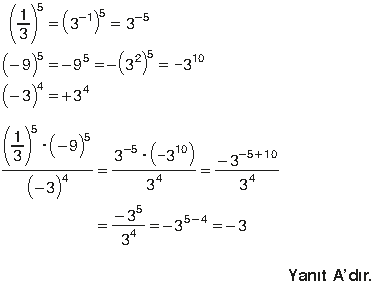 (1/3)^5 = (3^-1)^5 = 3^-5
(-9)^5 = -9^5 = -(3^2)^5 = -3^10
(-3)^4 = +3^4
((1/3)^5 · (-9)^5)/(-3)^4 = (3^-5 · (-3^10))/3^4 = (-3^-5+10)/3^4
= (-3^5)/3^4 = -3^5-4 = -3
Yanıt A'dır.